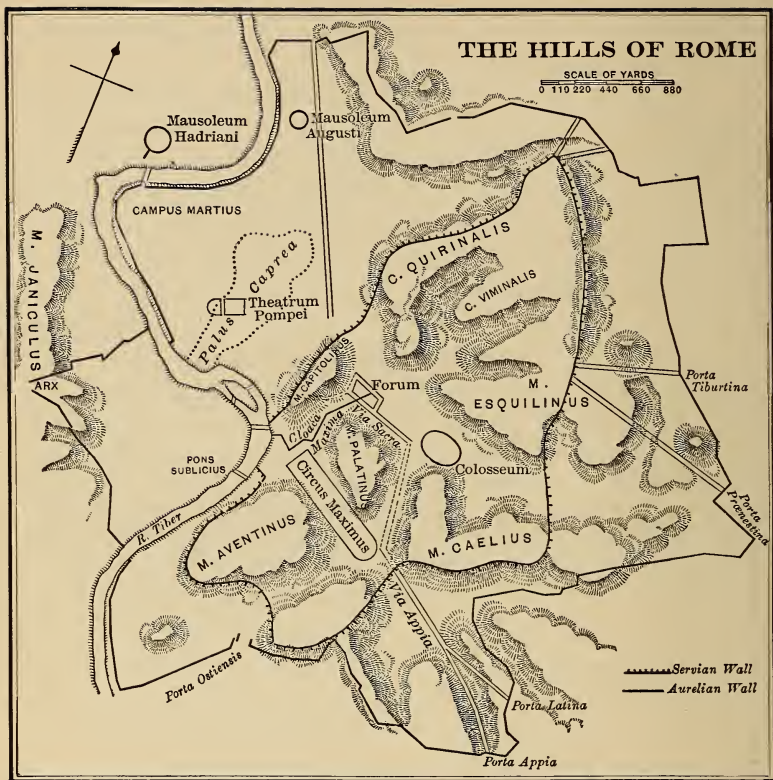 THE HILLS OF ROME
SCALE OF YARDS
0 110 220 440 660 880
Mausoleum
Hadriani
Mausoleum
Augusti
CAMPUS MARTIUS
M. JANICULUS
Palus Caprea
Theatrum
Pompei
C. QUIRINALIS
C. VIMINALIS
M. CAPITOLINUS
Forum
M.
ESQUILINUS
Porta
Tiburtina
ARX
Cloaca
Maxima
Via Sacra
M. PALATINUS
Colosseum
PONS
SUBLICIUS
Circus Maximus
Porta
Prænestina
R. Tiber
M. AVENTINUS
M. CAELIUS
Via Appia
Porta Ostiensis
Servian Wall
Aurelian Wall
Porta Latina
Porta Appia